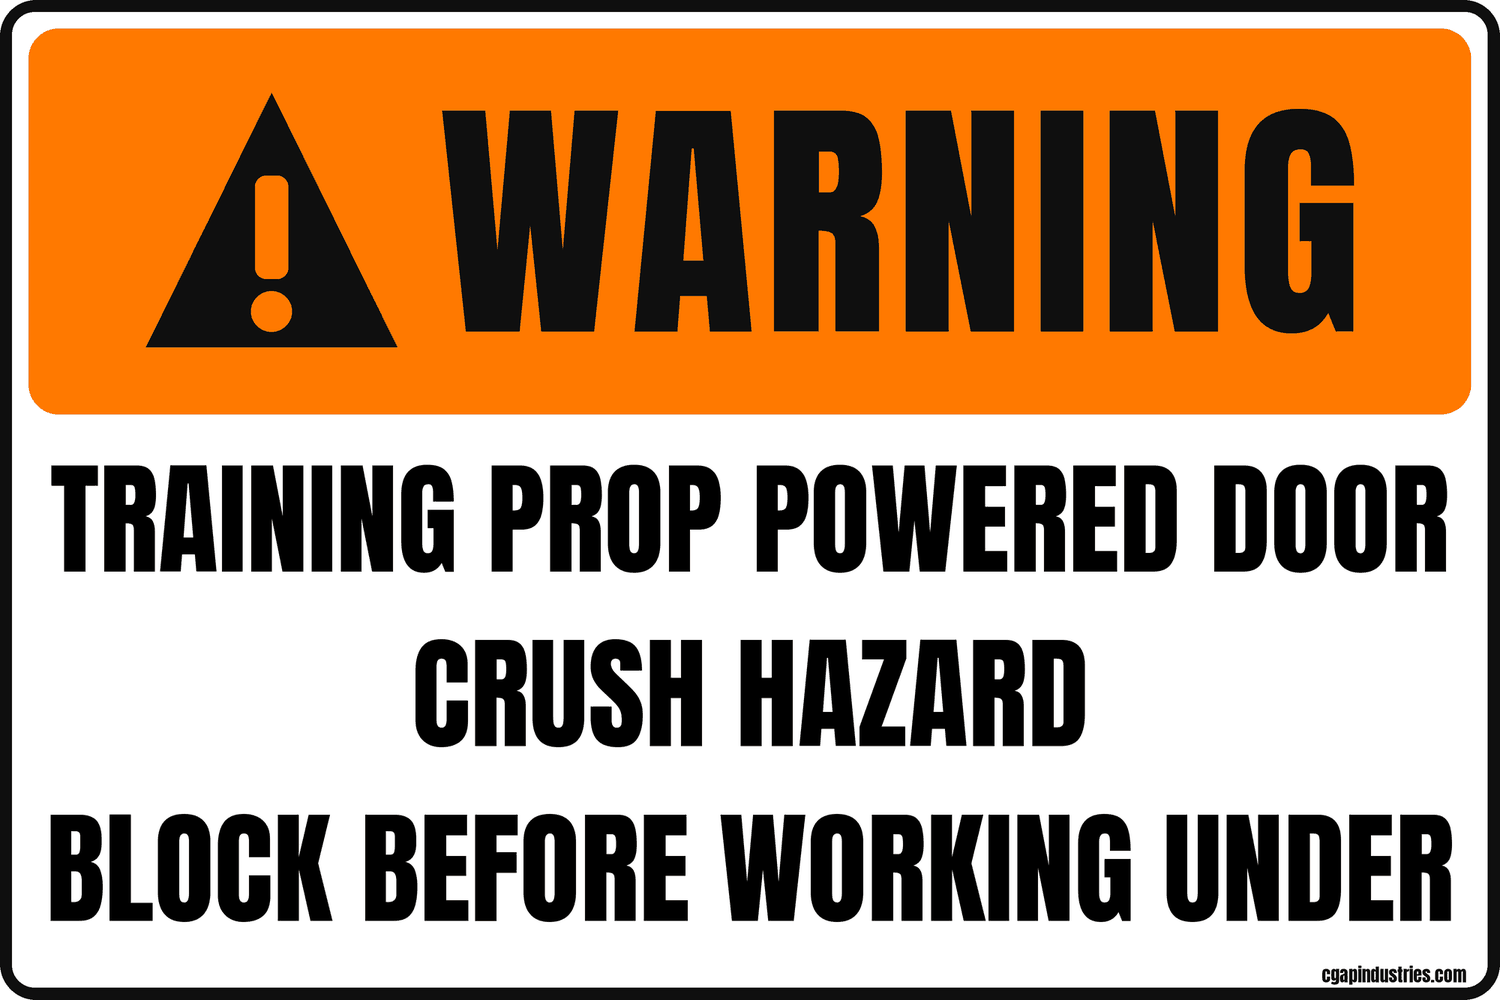 WARNING
TRAINING PROP POWERED DOOR
CRUSH HAZARD
BLOCK BEFORE WORKING UNDER
cgapindustries.com